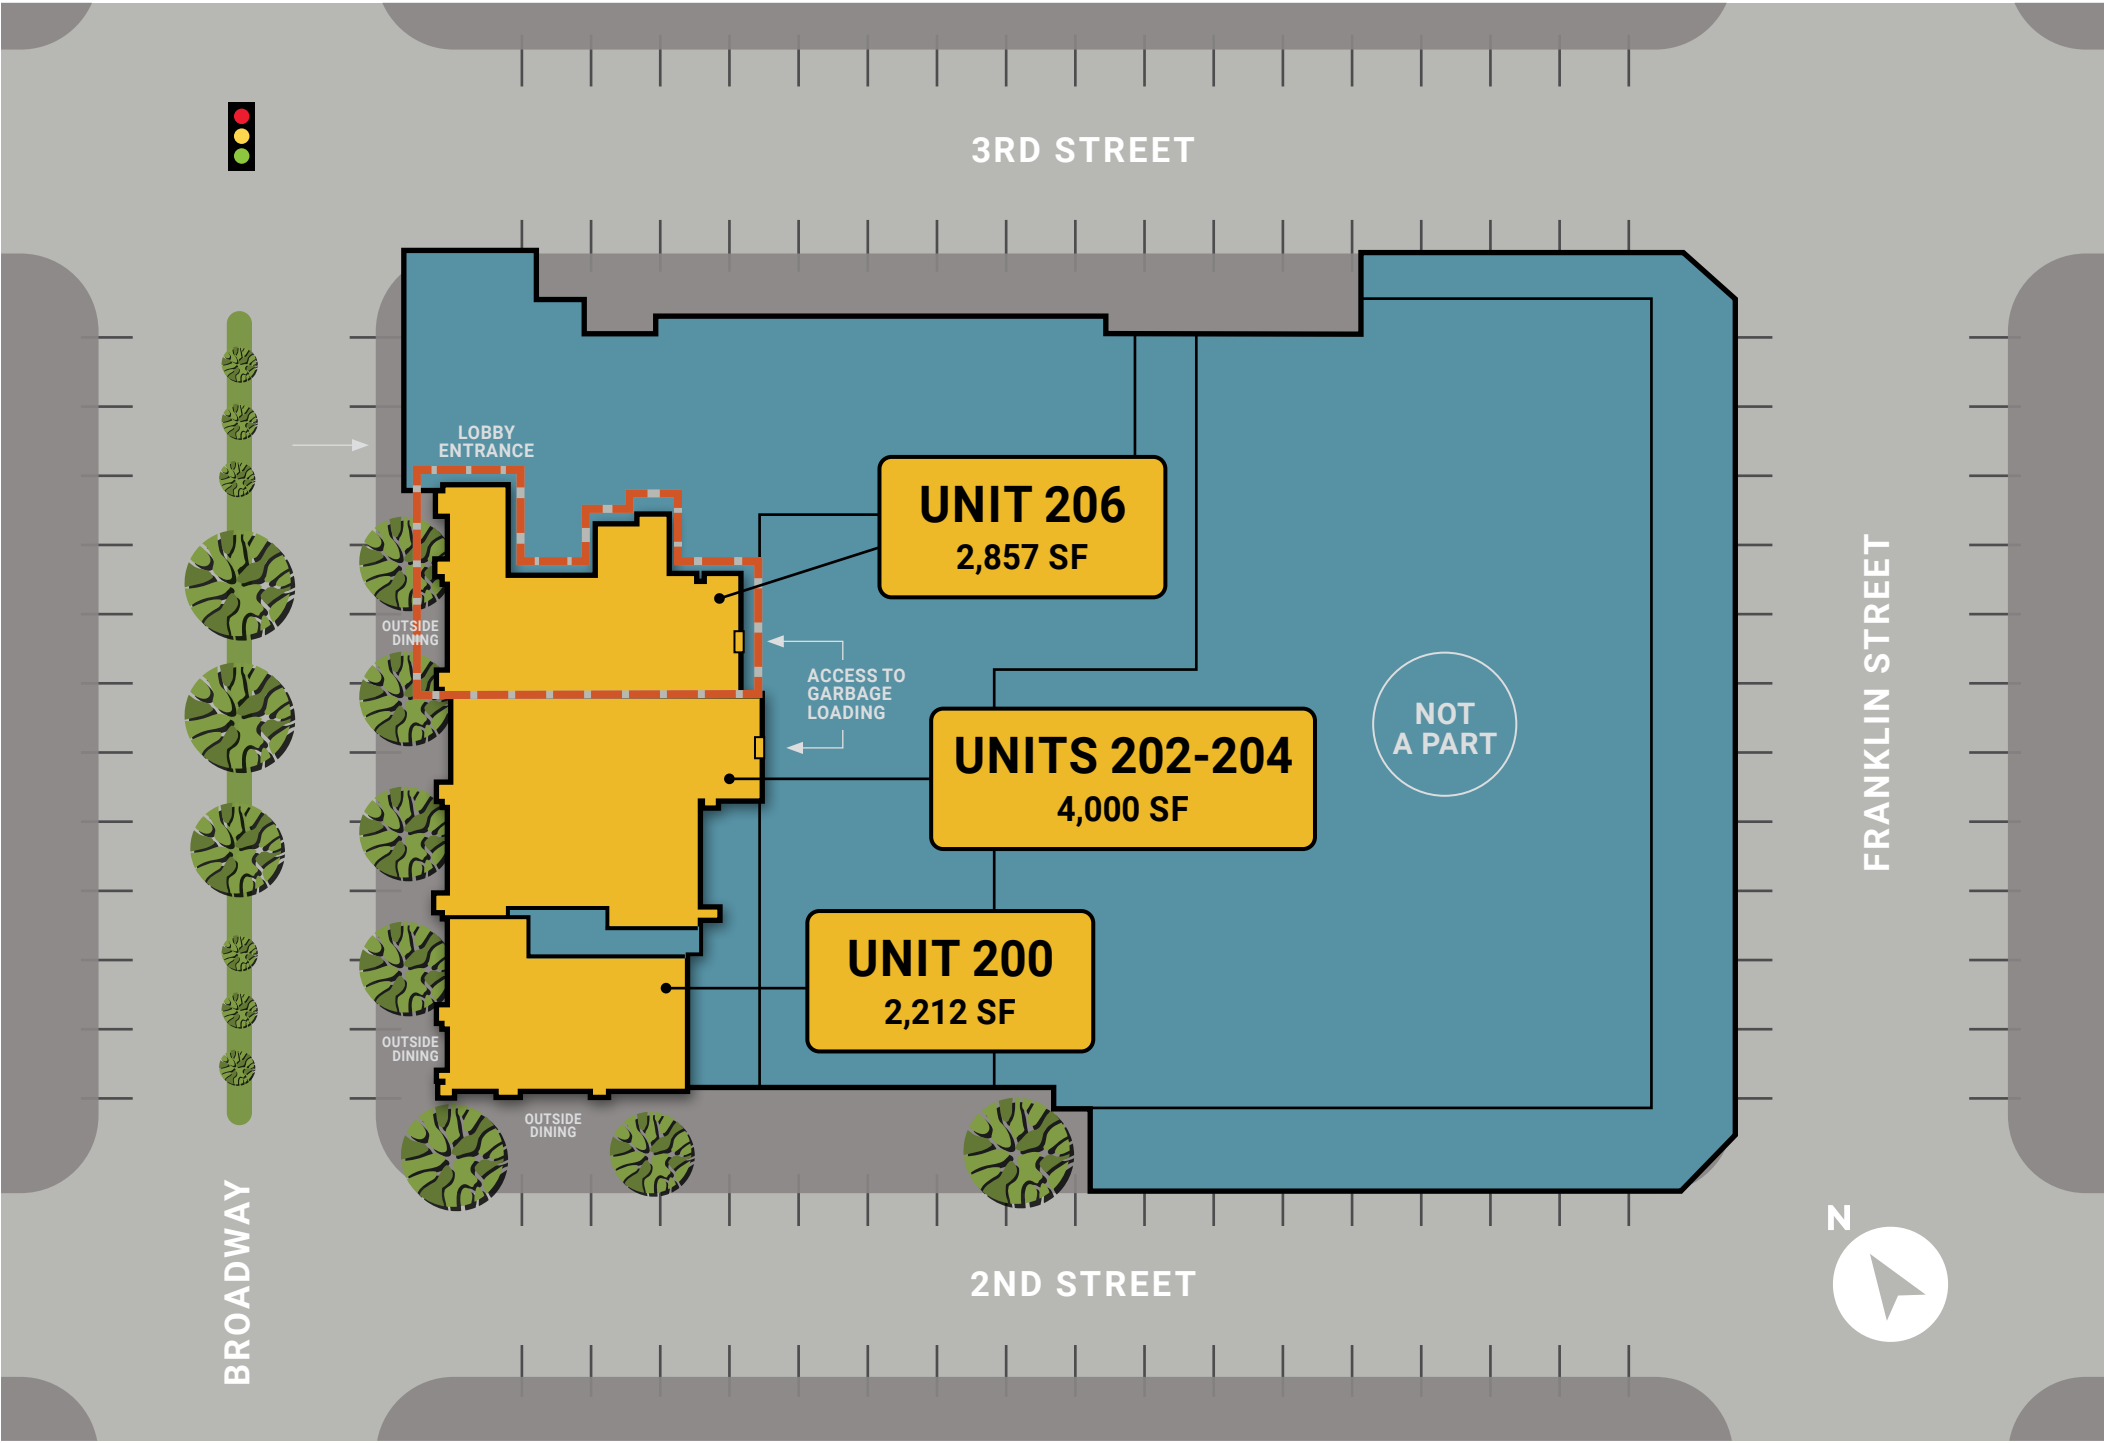 3RD STREET
LOBBY
ENTRANCE
UNIT 206
2,857 SF
OUTSIDE
DINING
ACCESS TO
GARBAGE
LOADING
UNITS 202-204
4,000 SF
NOT
A PART
FRANKLIN STREET
UNIT 200
2,212 SF
OUTSIDE
DINING
OUTSIDE
DINING
BROADWAY
2ND STREET
N